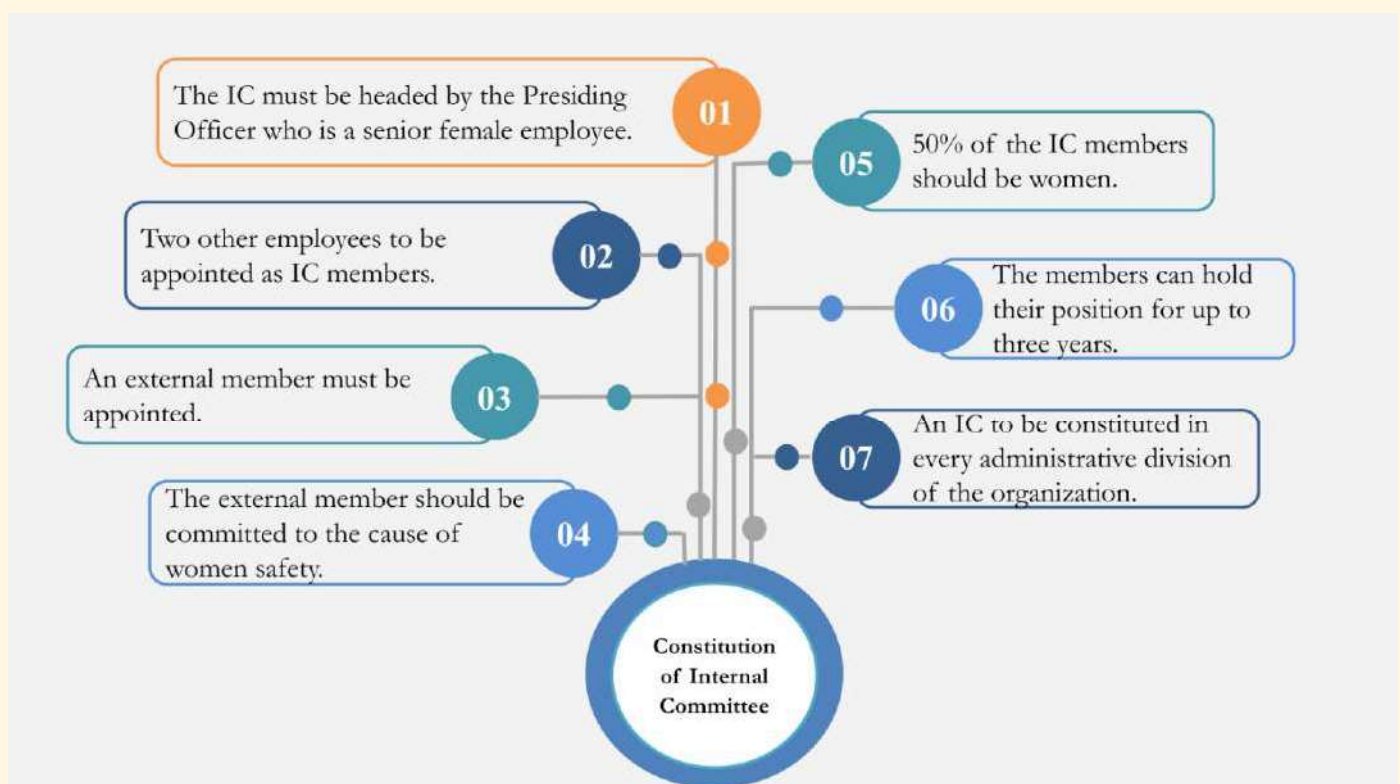 01
The IC must be headed by the Presiding
Officer who is a senior female employee.
02
Two other employees to be
appointed as IC members.
03
An external member must be
appointed.
04
The external member should be
committed to the cause of
women safety.
05
50% of the IC members
should be women.
06
The members can hold
their position for up to
three years.
07
An IC to be constituted in
every administrative division
of the organization.
Constitution
of Internal
Committee